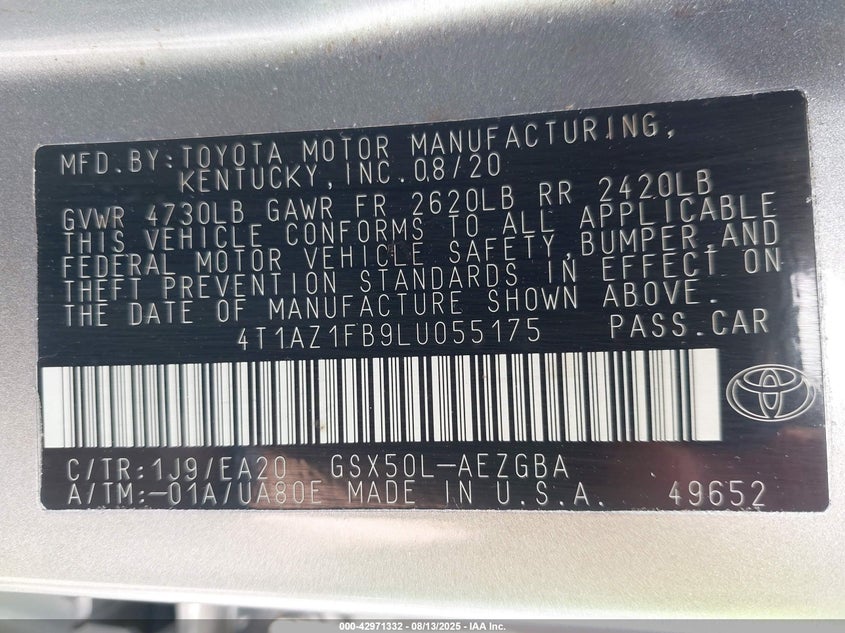 MFD.BY:TOYOTA MOTOR MANUFACTURING,
KENTUCKY,INC.08/20
GVWR 4730LB GAWR FR 2620LB RR 2420LB
THIS VEHICLE CONFORMS TO ALL APPLICABLE
FEDERAL MOTOR VEHICLE SAFETY,BUMPER,AND
THEFT PREVENTION STANDARDS IN EFFECT ON
THE DATE OF MANUFACTURE SHOWN ABOVE.
4T1AZ1FB9LU055175 PASS.CAR
C/TR:1J9/EA20 GSX50L-AEZGBA
A/TM:-01A/UA80E MADE IN U.S.A. 49652
000-42971332 - 08/13/2025 - IAA Inc.